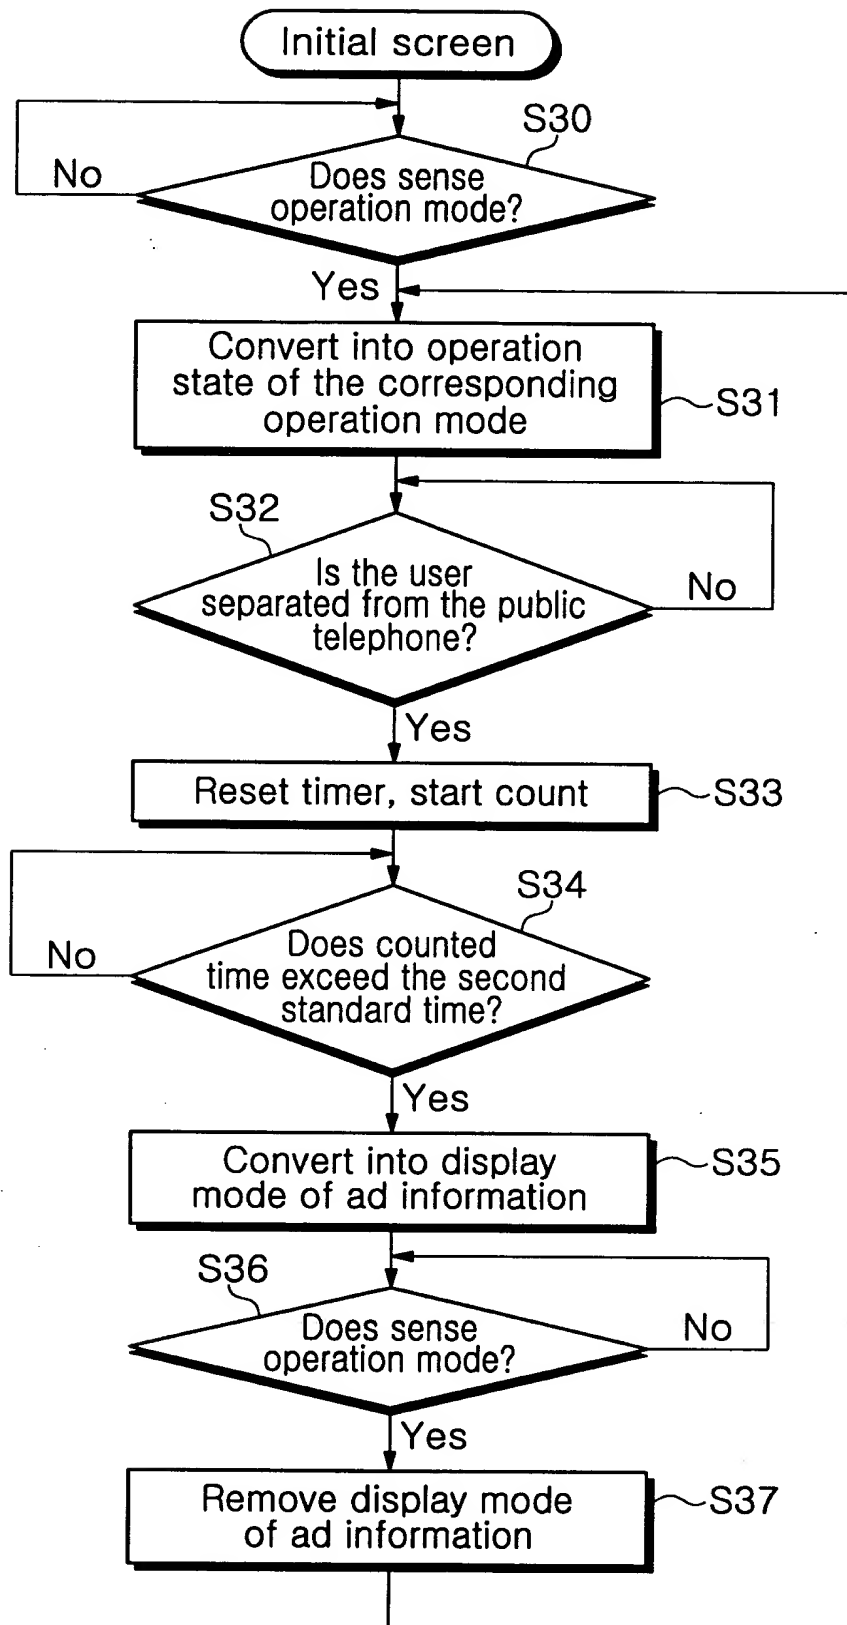 Initial screen
S30
No
Does sense
operation mode?
Yes
Convert into operation
state of the corresponding
operation mode
S31
S32
Is the user
separated from the public
telephone?
No
Yes
Reset timer, start count
S33
S34
No
Does counted
time exceed the second
standard time?
Yes
Convert into display
mode of ad information
S35
S36
Does sense
operation mode?
No
Yes
Remove display mode
of ad information
S37